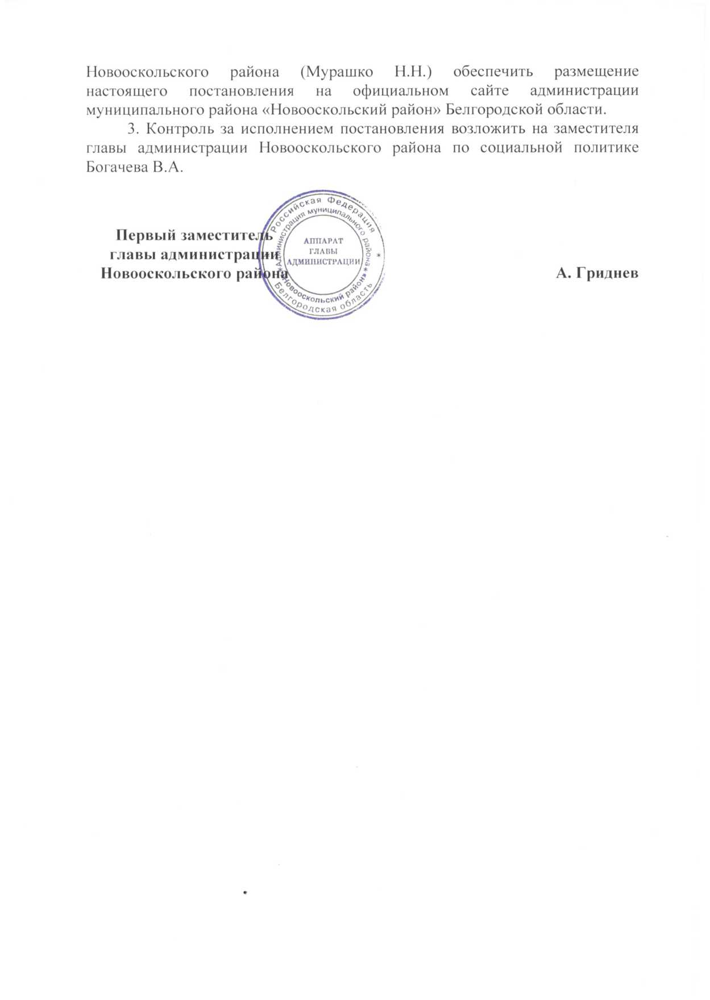 Новооскольского района (Мурашко Н.Н.) обеспечить размещение
настоящего постановления на официальном сайте администрации
муниципального района «Новооскольский район» Белгородской области.
3. Контроль за исполнением постановления возложить на заместителя
главы администрации Новооскольского района по социальной политике
Богачева В.А.
Первый заместитель
главы администрации
Новооскольского района
А. Гриднев
Российская Федерация
Белгородская область
Администрация муниципального района
«Новооскольский район»
АППАРАТ
ГЛАВЫ
АДМИНИСТРАЦИИ